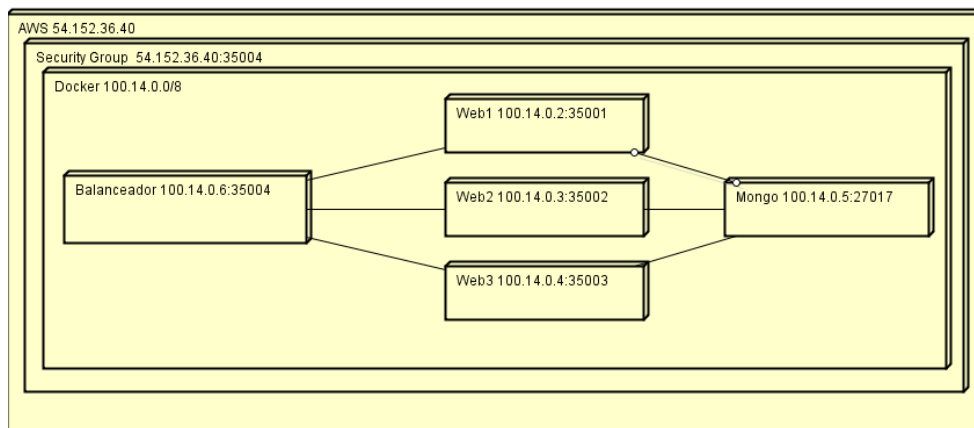 AWS 54.152.36.40
Security Group 54.152.36.40:35004
Docker 100.14.0.0/8
Web1 100.14.0.2:35001
Balanceador 100.14.0.6:35004
Web2 100.14.0.3:35002
Mongo 100.14.0.5:27017
Web3 100.14.0.4:35003